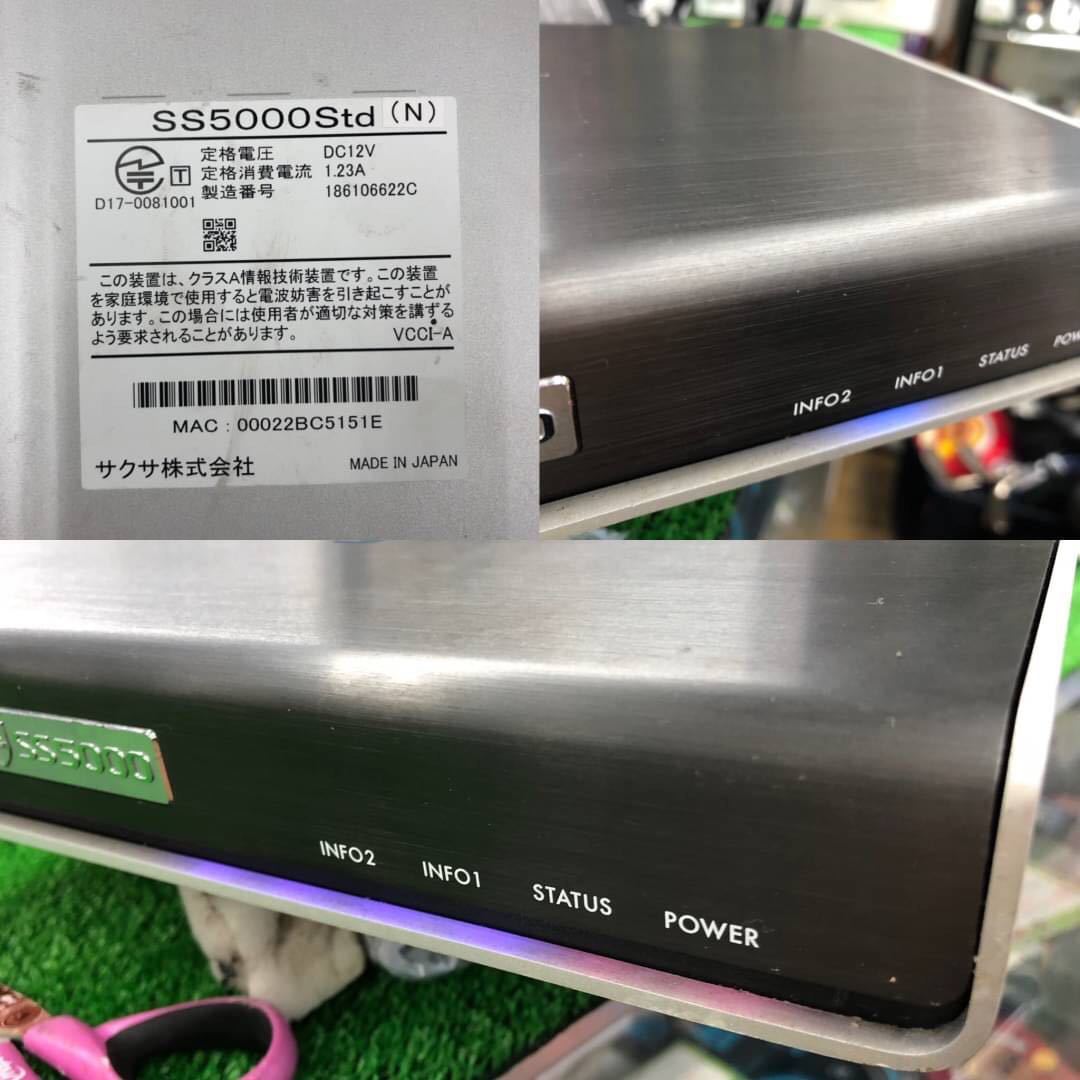 SS5000Std (N)
定格電圧 DC12V
定格消費電流 1.23A
製造番号 186106622C
T
D17-0081001
この装置は、クラスA情報技術装置です。この装置
を家庭環境で使用すると電波妨害を引き起こすことが
あります。この場合には使用者が適切な対策を講ずる
よう要求されることがあります。 VCCI-A
MAC : 00022BC5151E
サクサ株式会社 MADE IN JAPAN
INFO2 INFO1 STATUS
SS5000
INFO2 INFO1 STATUS POWER